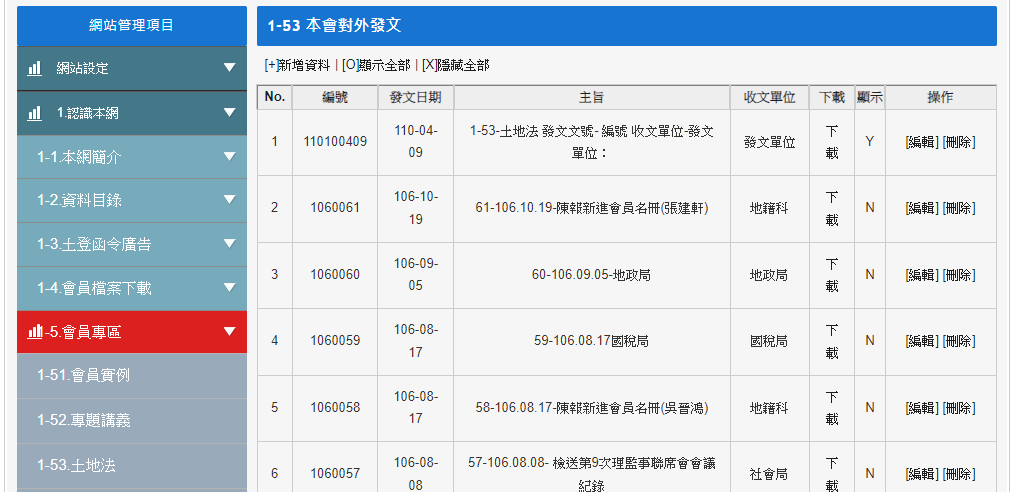 網站管理項目
網站設定
1.認識本網
1-1.本網簡介
1-2.資料目錄
1-3.土登函令廣告
1-4.會員檔案下載
-5.會員專區
1-51.會員實例
1-52.專題講義
1-53.土地法
1-53 本會對外發文
[+]新增資料 | [O]顯示全部 | [X]隱藏全部
No. 編號 發文日期 主旨 收文單位 下載 顯示 操作
1 110100409 110-04-09 1-53-土地法 發文文號- 編號 收文單位-發文單位： 發文單位 下載 Y [編輯] [刪除]
2 1060061 106-10-19 61-106.10.19-陳報新進會員名冊(張建軒) 地籍科 下載 N [編輯] [刪除]
3 1060060 106-09-05 60-106.09.05-地政局 地政局 下載 N [編輯] [刪除]
4 1060059 106-08-17 59-106.08.17國稅局 國稅局 下載 N [編輯] [刪除]
5 1060058 106-08-17 58-106.08.17-陳報新進會員名冊(吳晉鴻) 地籍科 下載 N [編輯] [刪除]
6 1060057 106-08-08 57-106.08.08- 檢送第9次理監事聯席會會議紀錄 社會局 下載 N [編輯] [刪除]